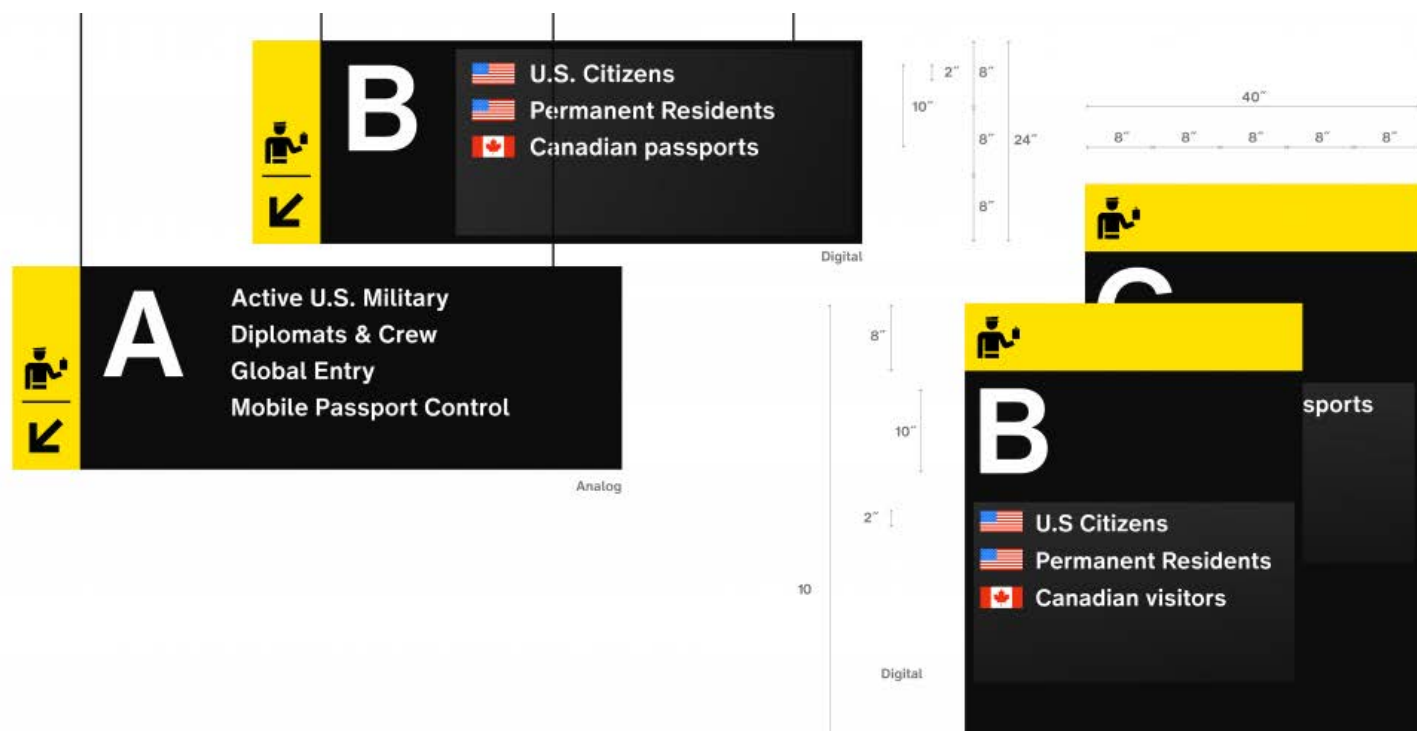 B
U.S. Citizens
Permanent Residents
Canadian passports
Digital
A
Active U.S. Military
Diplomats & Crew
Global Entry
Mobile Passport Control
Analog
2″
10″
8″
8″
8″
24″
40″
8″
8″
8″
8″
8″
C
sports
8″
10″
2″
10
Digital
B
U.S Citizens
Permanent Residents
Canadian visitors